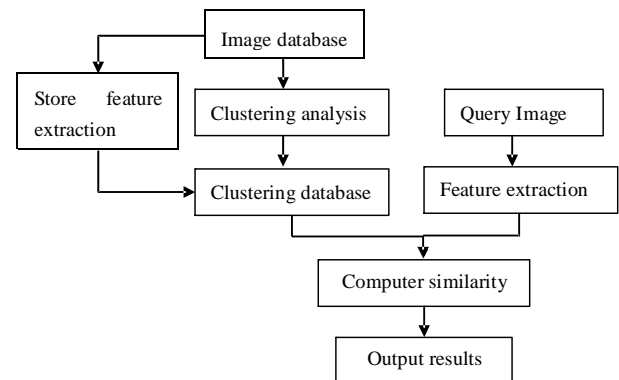 Image database
Store feature
extraction
Clustering analysis
Query Image
Clustering database
Feature extraction
Computer similarity
Output results